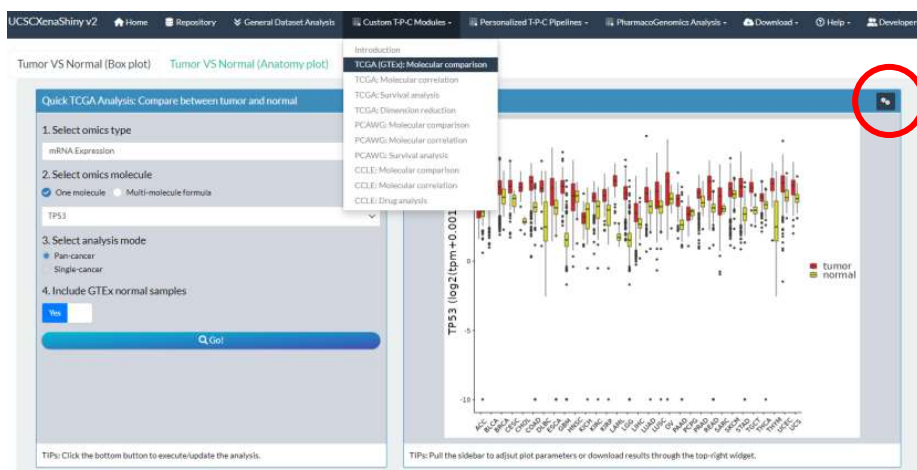 UCSCXenaShiny v2 Home Repository General Dataset Analysis Custom T-P-C Modules Personalized T-P-C Pipelines PharmacoGenomics Analysis Download Help Developer
Introduction
TCGA (GTEx): Molecular comparison
TCGA: Molecular correlation
TCGA: Survival analysis
TCGA: Dimension reduction
PCAWG: Molecular comparison
PCAWG: Molecular correlation
PCAWG: Survival analysis
CCLE: Molecular comparison
CCLE: Molecular correlation
CCLE: Drug analysis
Tumor VS Normal (Box plot) Tumor VS Normal (Anatomy plot)
Quick TCGA Analysis: Compare between tumor and normal
1. Select omics type
mRNA Expression
2. Select omics molecule
One molecule Multi-molecule formula
TP53
3. Select analysis mode
Pan-cancer
Single-cancer
4. Include GTEx normal samples
Yes
Go!
TIPs: Click the bottom button to execute/update the analysis.
TP53 (log2(tpm+0.001
0
-5
-10
tumor
normal
ACC BLCA BRCA CESC CHOL COAD DLBC ESCA GBM HNSC KICH KIRC KIRP LAML LGG LIHC LUAD LUSC OV PAAD PCPG PRAD READ SARC SKCM STAD TGCT THCA THYM UCEC UCS
TIPs: Pull the sidebar to adjsut plot parameters or download results through the top-right widget.